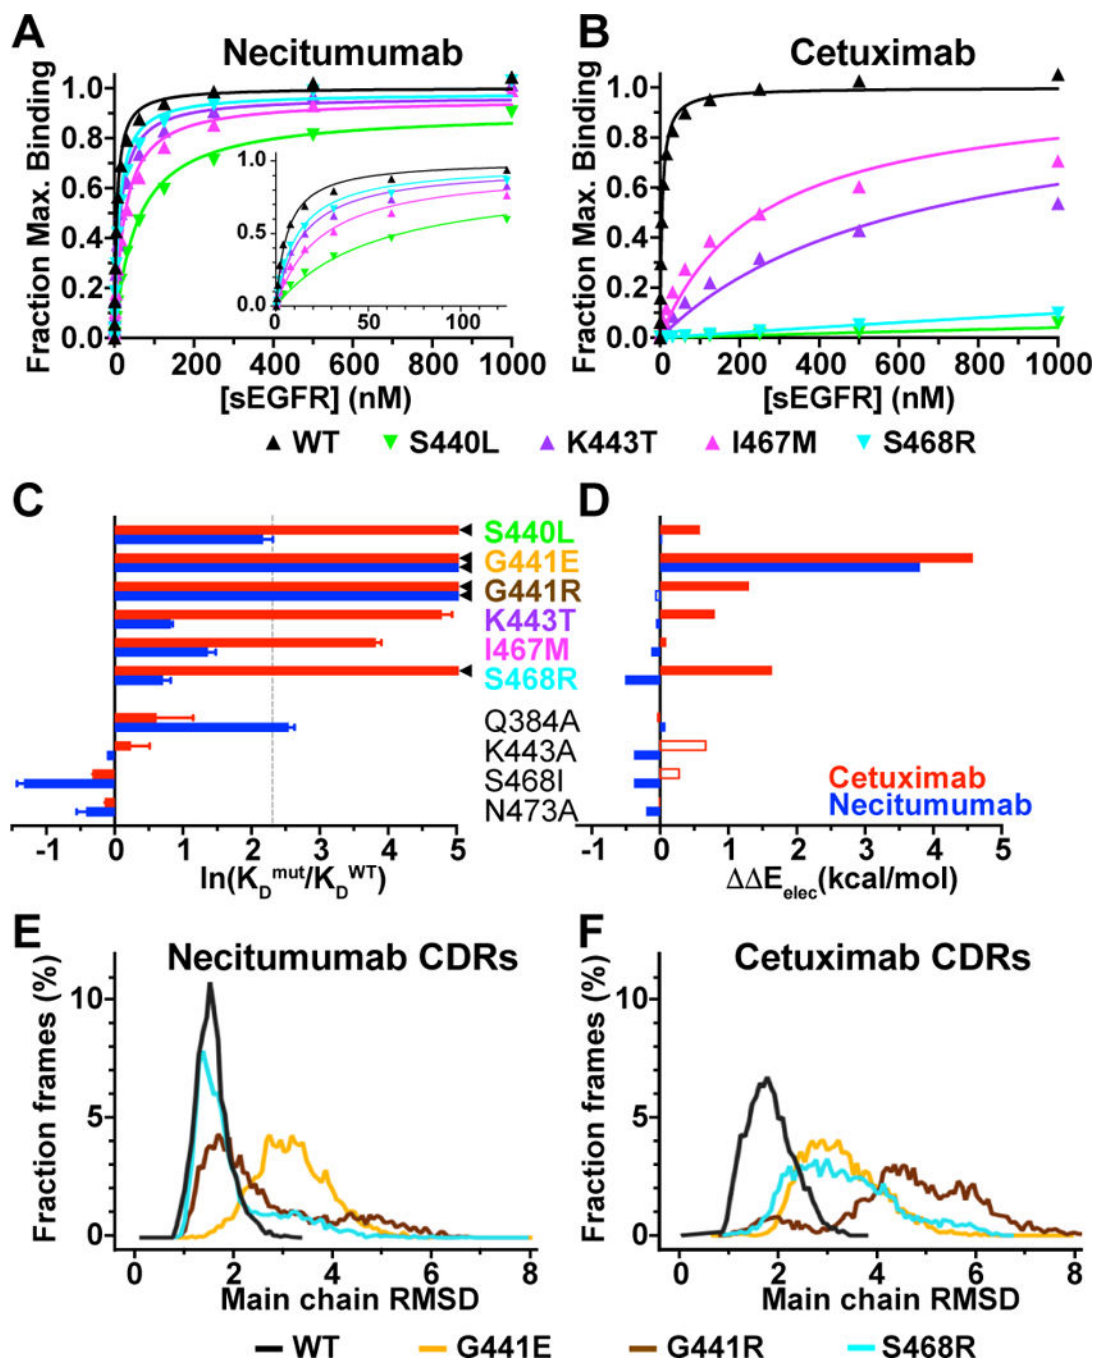 A Necitumumab
B Cetuximab
Fraction Max. Binding
1.0
0.8
0.6
0.4
0.2
0.0
0 200 400 600 800 1000
[sEGFR] (nM)
1.0
0.5
0.0
0 50 100
Fraction Max. Binding
1.0
0.8
0.6
0.4
0.2
0.0
0 200 400 600 800 1000
[sEGFR] (nM)
WT S440L K443T I467M S468R
C
D
S440L
G441E
G441R
K443T
I467M
S468R
Q384A
K443A
S468I
N473A
-1 0 1 2 3 4 5
ln(K_D^mut/K_D^WT)
Cetuximab
Necitumumab
-1 0 1 2 3 4 5
ΔΔE_elec(kcal/mol)
E Necitumumab CDRs
F Cetuximab CDRs
Fraction frames (%)
10
5
0
0 2 4 6 8
Main chain RMSD
Fraction frames (%)
10
5
0
0 2 4 6 8
Main chain RMSD
WT G441E G441R S468R